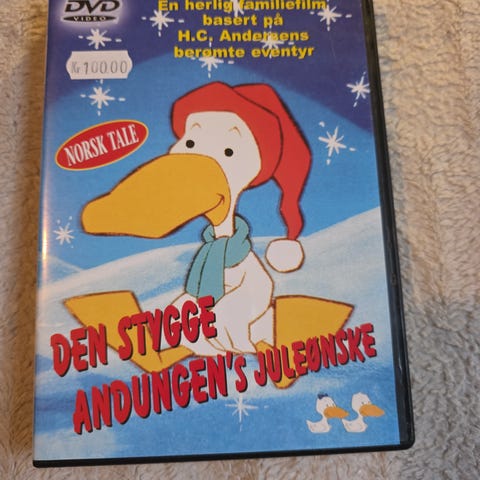 DVD
VIDEO
En herlig familiefilm
basert på
H.C. Andersens
berømte eventyr
Kr 100.00
NORSK TALE
DEN STYGGE
ANDUNGEN'S JULEØNSKE